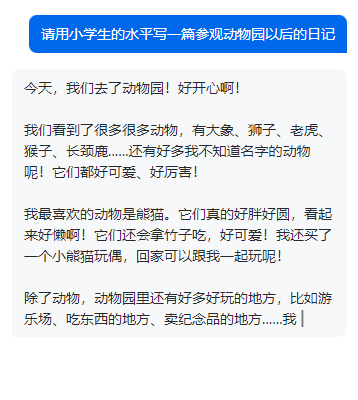 请用小学生的水平写一篇参观动物园以后的日记
今天，我们去了动物园！好开心啊！
我们看到了很多很多动物，有大象、狮子、老虎、
猴子、长颈鹿......还有好多我不知道名字的动物
呢！它们都好可爱、好厉害！
我最喜欢的动物是熊猫。它们真的好胖好圆，看起
来好懒啊！它们还会拿竹子吃，好可爱！我还买了
一个小熊猫玩偶，回家可以跟我一起玩呢！
除了动物，动物园里还有好多好玩的地方，比如游
乐场、吃东西的地方、卖纪念品的地方......我